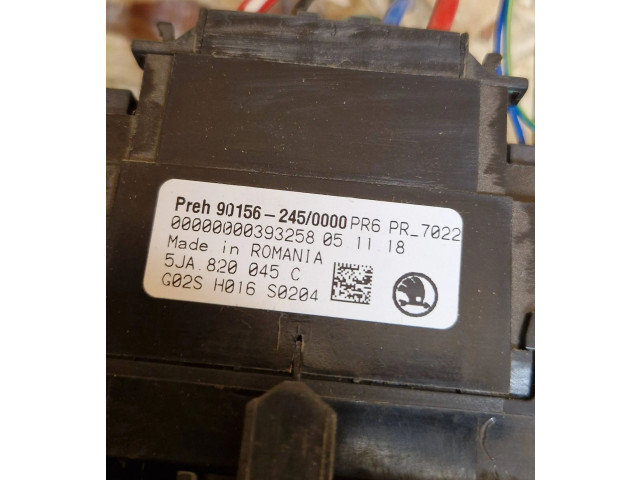 Preh 90156-245/0000 PR6 PR_7022
00000000393258 05 11 18
Made in ROMANIA
5JA.820 045 C
G02S H016 S0204